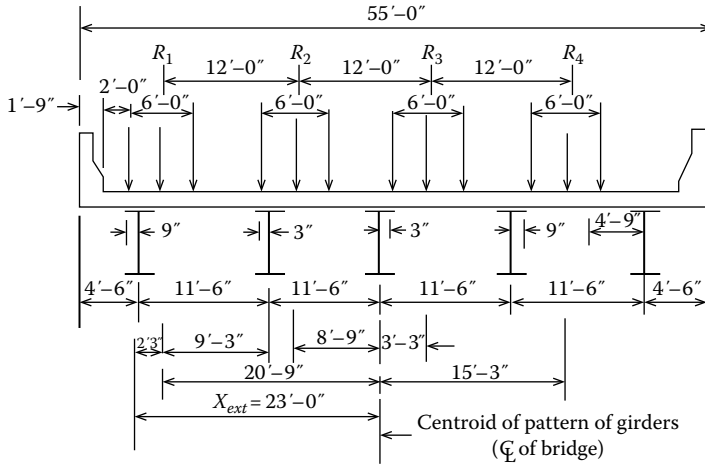 55′–0″
R1 R2 R3 R4
12′–0″ 12′–0″ 12′–0″
2′–0″
1′–9″ 6′–0″ 6′–0″ 6′–0″ 6′–0″
9″ 3″ 3″ 9″ 4′–9″
4′–6″ 11′–6″ 11′–6″ 11′–6″ 11′–6″ 4′–6″
2′3″ 9′–3″ 8′–9″ 3′–3″
20′–9″ 15′–3″
Xext = 23′–0″
Centroid of pattern of girders
(℄ of bridge)